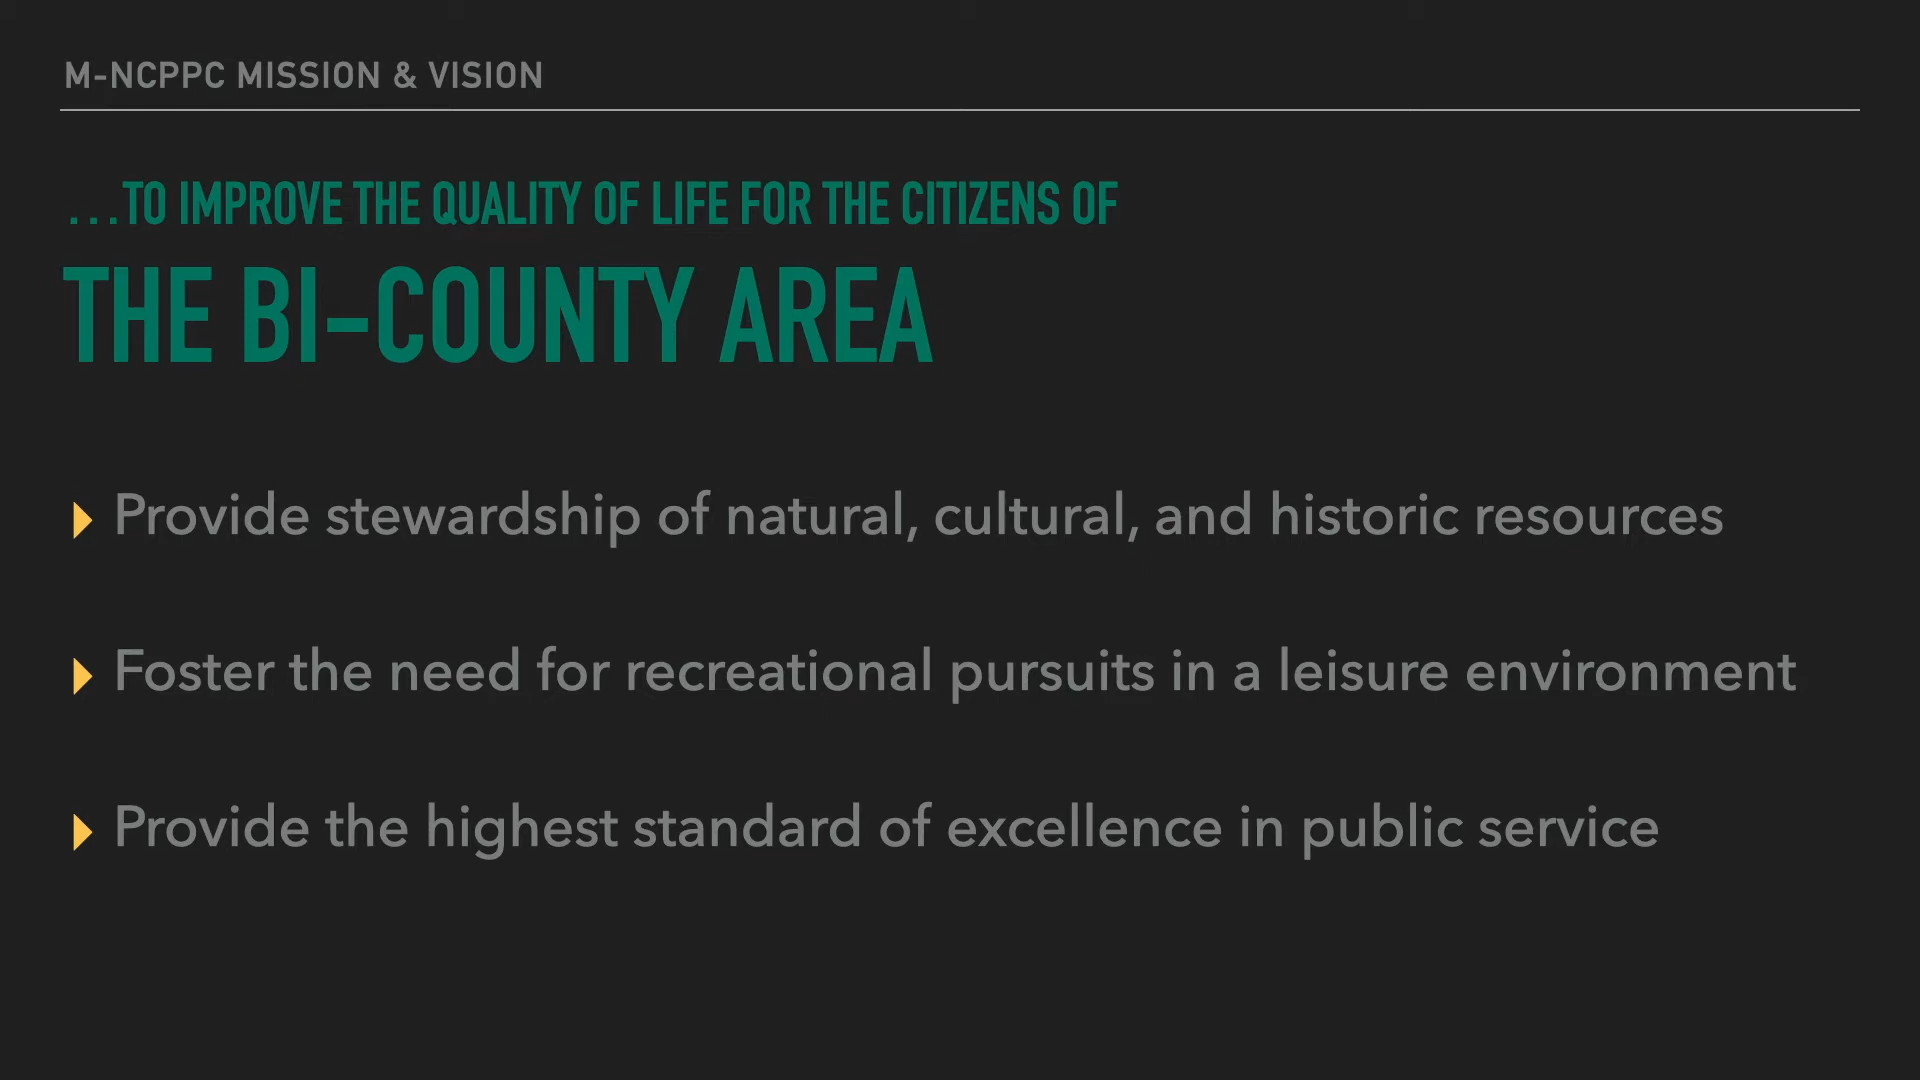 M-NCPPC MISSION & VISION
...TO IMPROVE THE QUALITY OF LIFE FOR THE CITIZENS OF
THE BI-COUNTY AREA
Provide stewardship of natural, cultural, and historic resources
Foster the need for recreational pursuits in a leisure environment
Provide the highest standard of excellence in public service